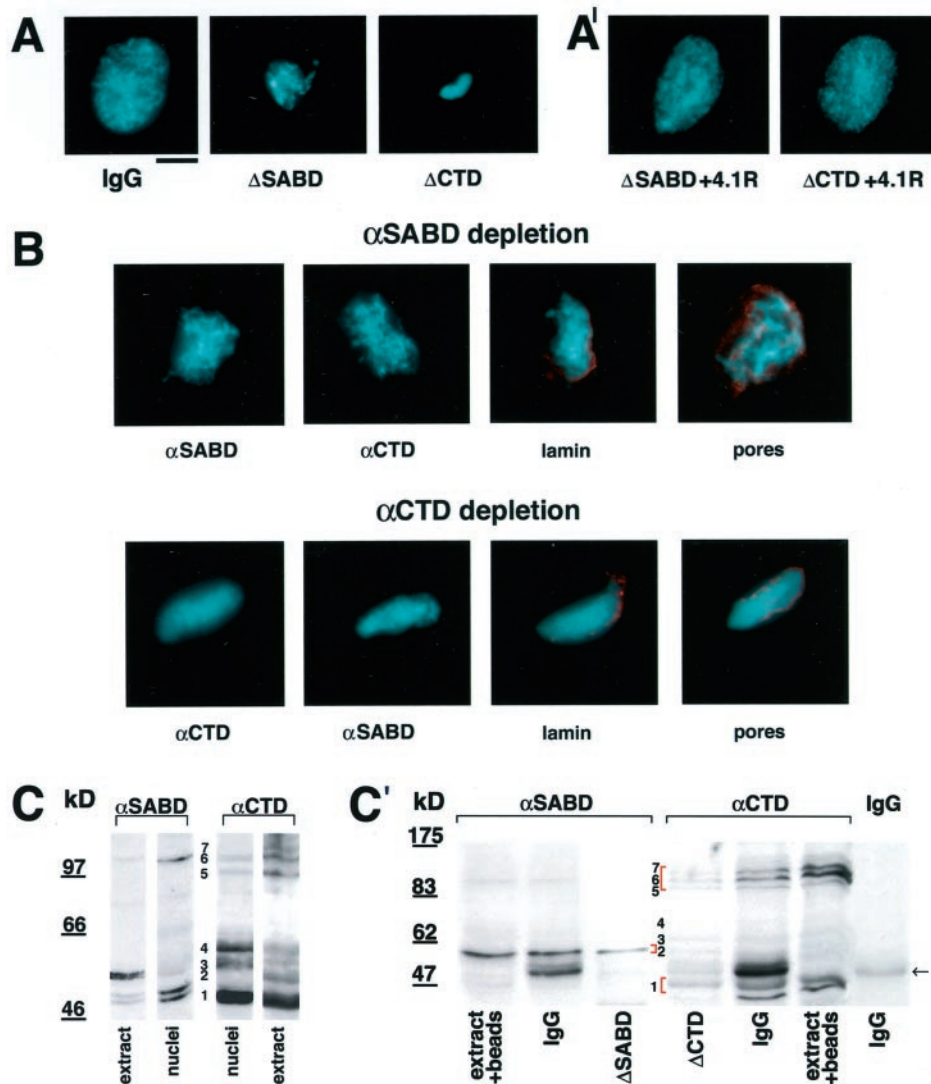 A
A'
IgG
ΔSABD
ΔCTD
ΔSABD+4.1R
ΔCTD+4.1R
B
αSABD depletion
αSABD
αCTD
lamin
pores
αCTD depletion
αCTD
αSABD
lamin
pores
C
kD
αSABD
αCTD
97
66
46
7
6
5
4
3
2
1
extract
nuclei
nuclei
extract
C'
kD
αSABD
αCTD
IgG
175
83
62
47
7
6
5
4
3
2
1
←
extract +beads
IgG
ΔSABD
ΔCTD
IgG
extract +beads
IgG